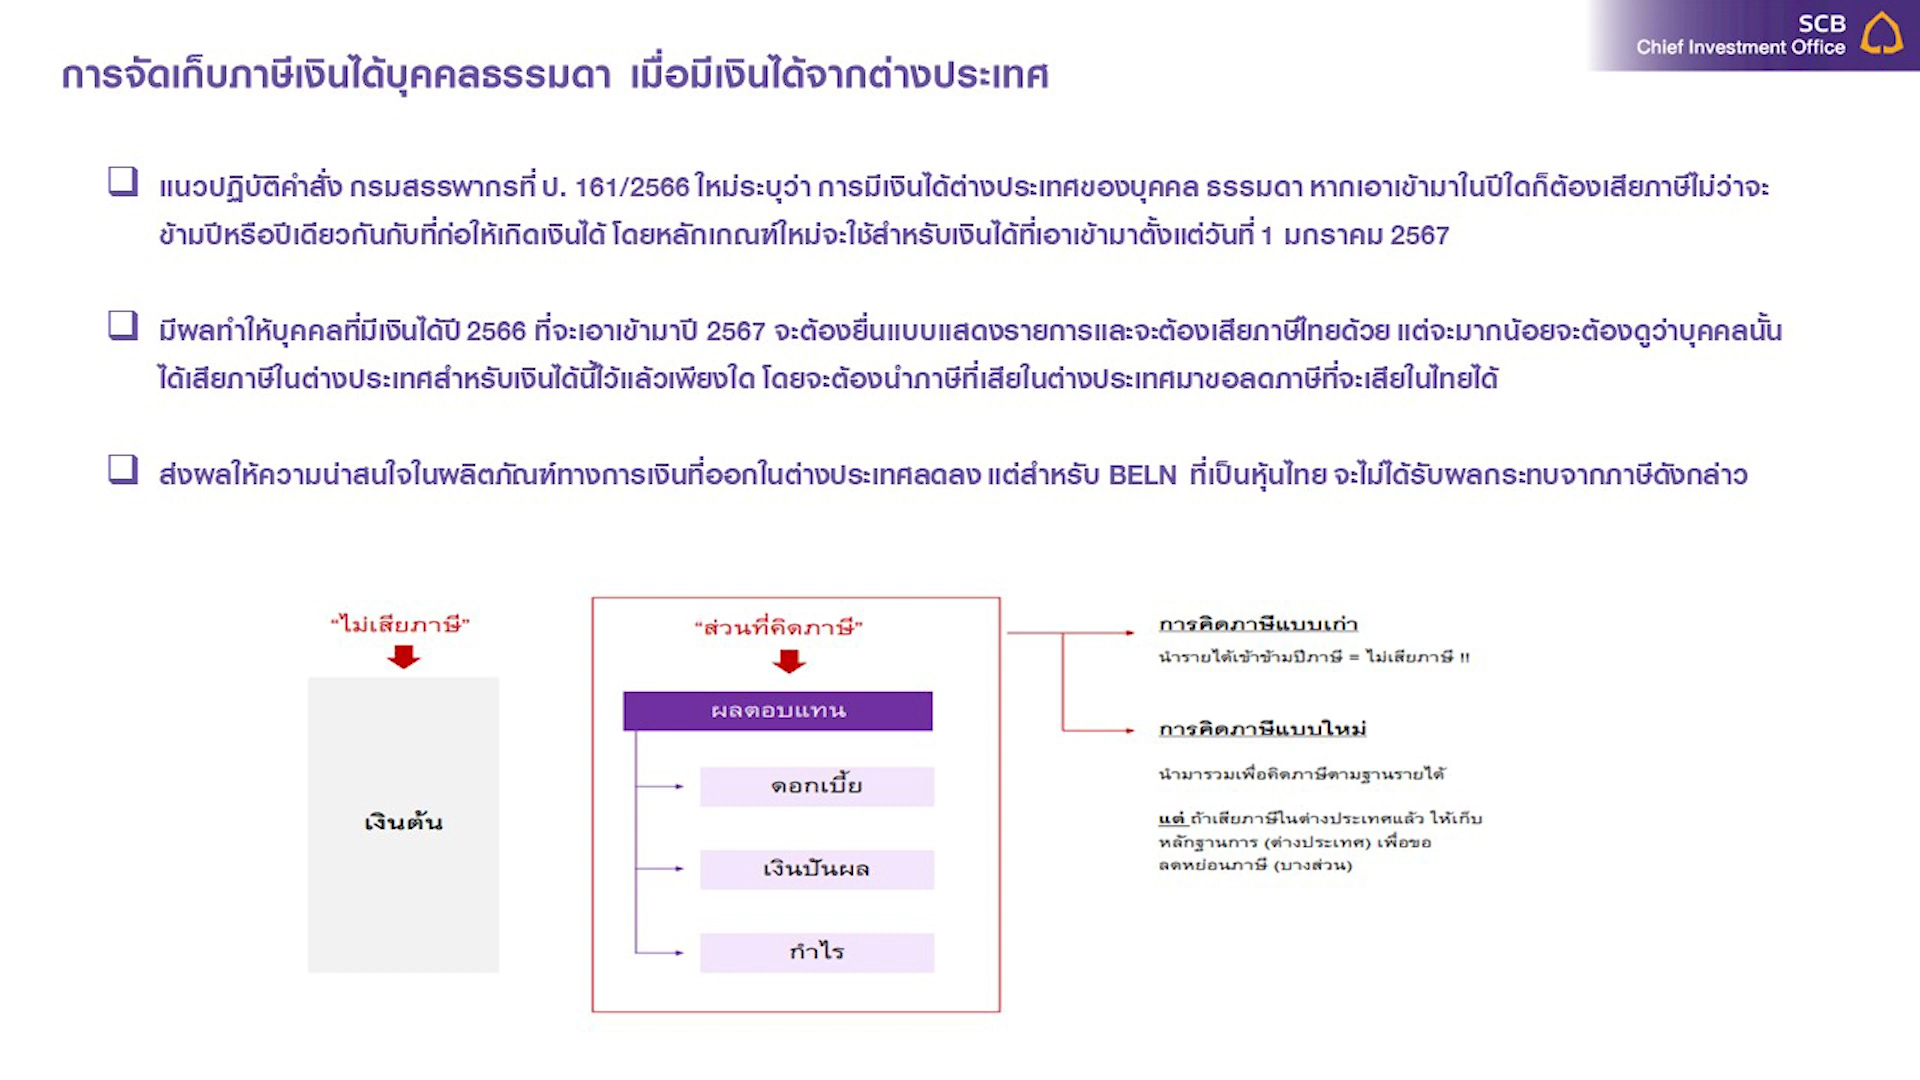 SCB
Chief Investment Office
การจัดเก็บภาษีเงินได้บุคคลธรรมดา เมื่อมีเงินได้จากต่างประเทศ
แนวปฏิบัติคำสั่ง กรมสรรพากรที่ ป. 161/2566 ใหม่ระบุว่า การมีเงินได้ต่างประเทศของบุคคล ธรรมดา หากเอาเข้ามาในปีใดก็ต้องเสียภาษีไม่ว่าจะ
ข้ามปีหรือปีเดียวกันกับที่ก่อให้เกิดเงินได้ โดยหลักเกณฑ์ใหม่จะใช้สำหรับเงินได้ที่เอาเข้ามาตั้งแต่วันที่ 1 มกราคม 2567
มีผลทำให้บุคคลที่มีเงินได้ปี 2566 ที่จะเอาเข้ามาปี 2567 จะต้องยื่นแบบแสดงรายการและจะต้องเสียภาษีไทยด้วย แต่จะมากน้อยจะต้องดูว่าบุคคลนั้น
ได้เสียภาษีในต่างประเทศสำหรับเงินได้นี้ไว้แล้วเพียงใด โดยจะต้องนำภาษีที่เสียในต่างประเทศมาขอลดภาษีที่จะเสียในไทยได้
ส่งผลให้ความน่าสนใจในผลิตภัณฑ์ทางการเงินที่ออกในต่างประเทศลดลง แต่สำหรับ BELN ที่เป็นหุ้นไทย จะไม่ได้รับผลกระทบจากภาษีดังกล่าว
“ไม่เสียภาษี”
เงินต้น
“ส่วนที่คิดภาษี”
ผลตอบแทน
ดอกเบี้ย
เงินปันผล
กำไร
การคิดภาษีแบบเก่า
นำรายได้เข้าข้ามปีภาษี = ไม่เสียภาษี !!
การคิดภาษีแบบใหม่
นำมารวมเพื่อคิดภาษีตามฐานรายได้
แต่ ถ้าเสียภาษีในต่างประเทศแล้ว ให้เก็บ
หลักฐานการ (ต่างประเทศ) เพื่อขอ
ลดหย่อนภาษี (บางส่วน)